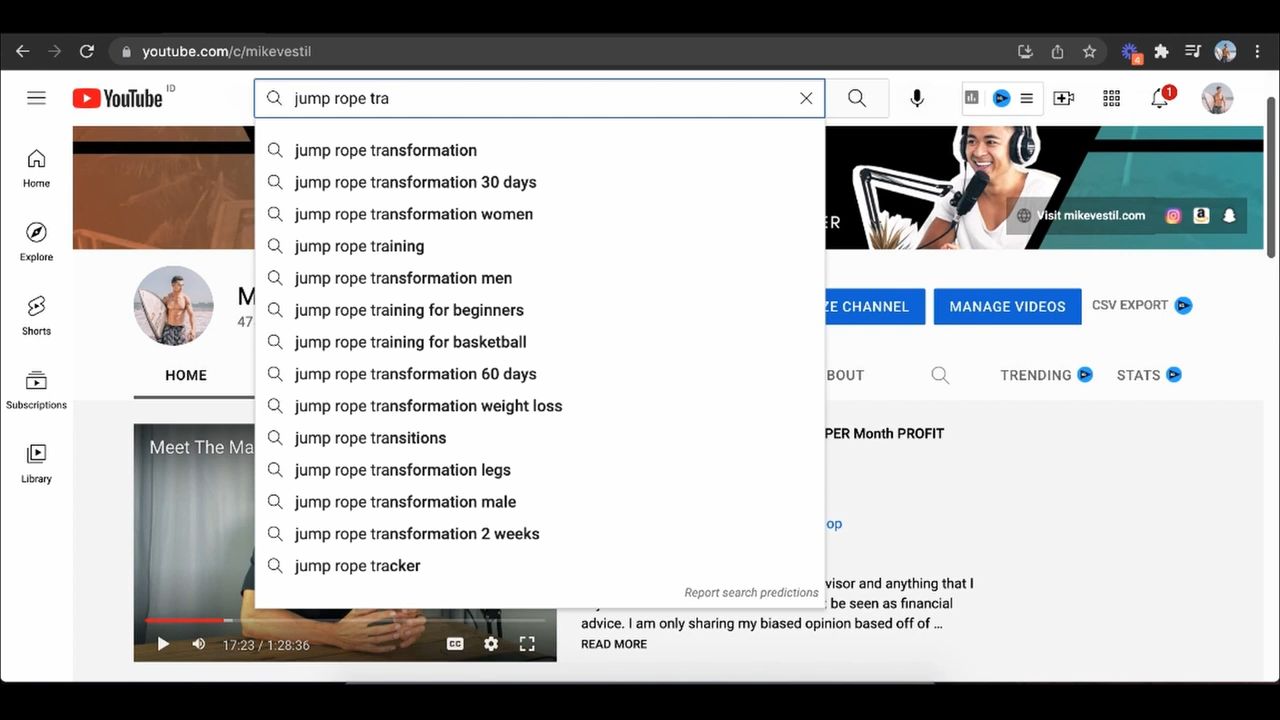 youtube.com/c/mikevestil
4
YouTube ID
jump rope tra
1
jump rope transformation
jump rope transformation 30 days
jump rope transformation women
jump rope training
jump rope transformation men
jump rope training for beginners
jump rope training for basketball
jump rope transformation 60 days
jump rope transformation weight loss
jump rope transitions
jump rope transformation legs
jump rope transformation male
jump rope transformation 2 weeks
jump rope tracker
Report search predictions
Home
Explore
Shorts
Subscriptions
Library
ER
Visit mikevestil.com
M
47
ZE CHANNEL
MANAGE VIDEOS
CSV EXPORT
HOME
BOUT
TRENDING
STATS
Meet The Ma
17:23 / 1:28:36
CC
PER Month PROFIT
op
visor and anything that I
be seen as financial
advice. I am only sharing my biased opinion based off of ...
READ MORE